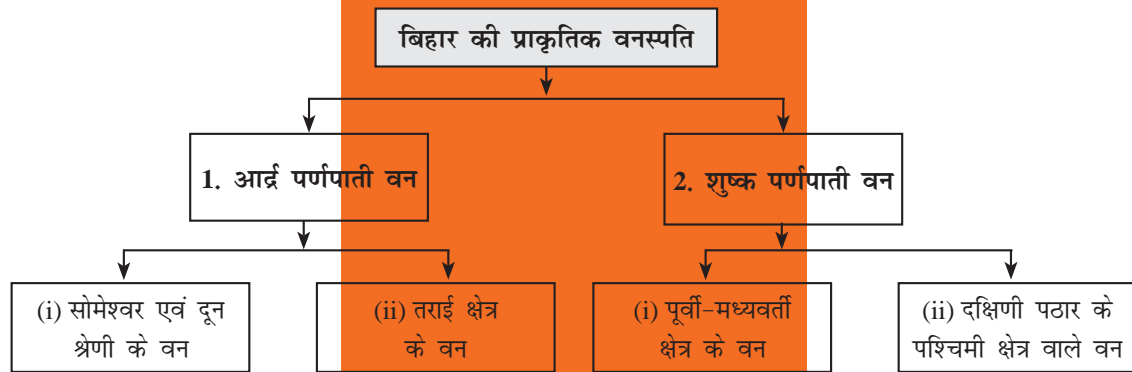 बिहार की प्राकृतिक वनस्पति
1. आर्द्र पर्णपाती वन
2. शुष्क पर्णपाती वन
(i) सोमेश्वर एवं दून
श्रेणी के वन
(ii) तराई क्षेत्र
के वन
(i) पूर्वी-मध्यवर्ती
क्षेत्र के वन
(ii) दक्षिणी पठार के
पश्चिमी क्षेत्र वाले वन